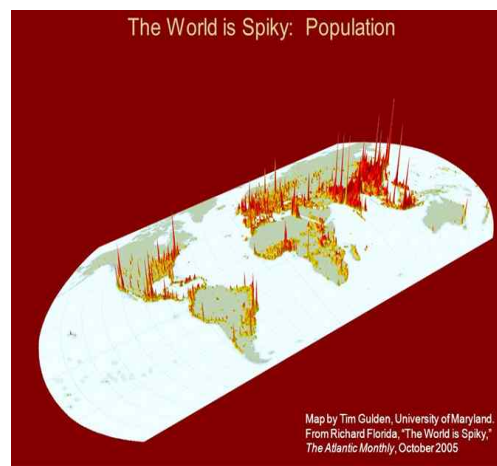 The World is Spiky: Population
Map by Tim Gulden, University of Maryland.
From Richard Florida, "The World is Spiky,"
The Atlantic Monthly, October 2005